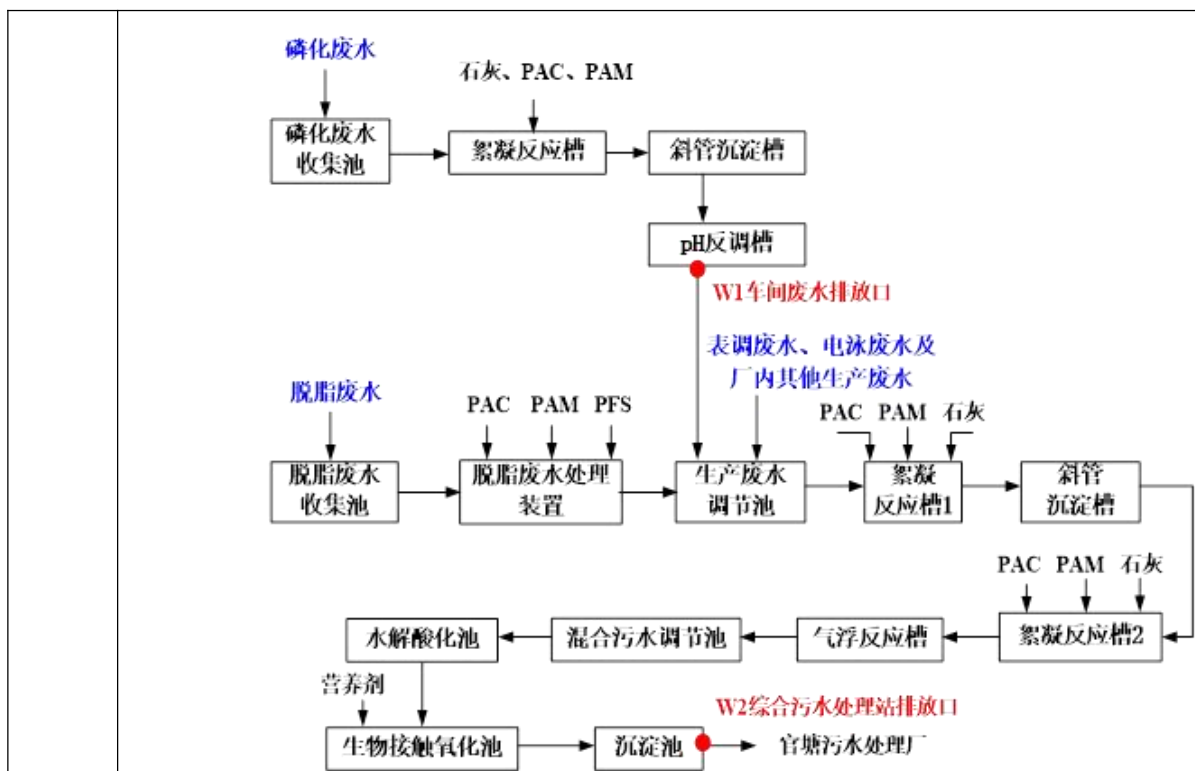 磷化废水
石灰、PAC、PAM
磷化废水
收集池
絮凝反应槽
斜管沉淀槽
pH反调槽
W1车间废水排放口
表调废水、电泳废水及
厂内其他生产废水
脱脂废水
PAC PAM PFS
PAC PAM 石灰
脱脂废水
收集池
脱脂废水处理
装置
生产废水
调节池
絮凝
反应槽1
斜管
沉淀槽
PAC PAM 石灰
水解酸化池
混合污水调节池
气浮反应槽
絮凝反应槽2
营养剂
W2综合污水处理站排放口
生物接触氧化池
沉淀池
官塘污水处理厂